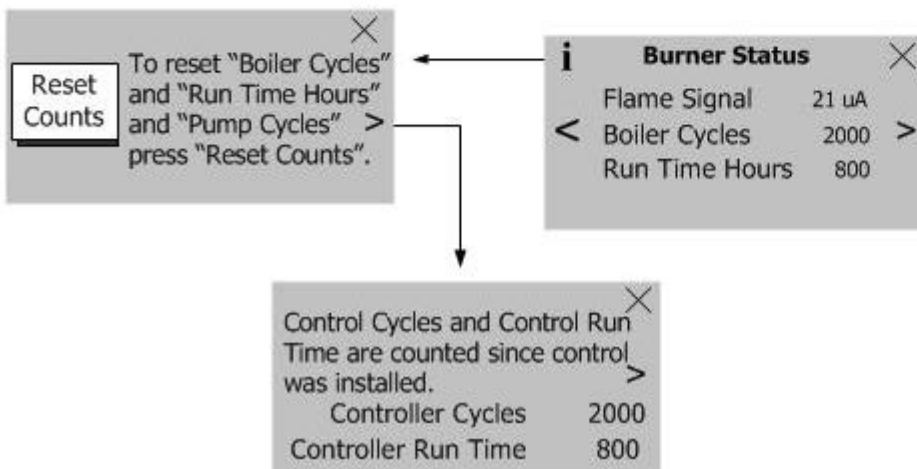 Reset
Counts
To reset “Boiler Cycles”
and “Run Time Hours”
and “Pump Cycles” >
press “Reset Counts”.
i Burner Status
Flame Signal 21 uA
< Boiler Cycles 2000 >
Run Time Hours 800
Control Cycles and Control Run
Time are counted since control
was installed. >
Controller Cycles 2000
Controller Run Time 800